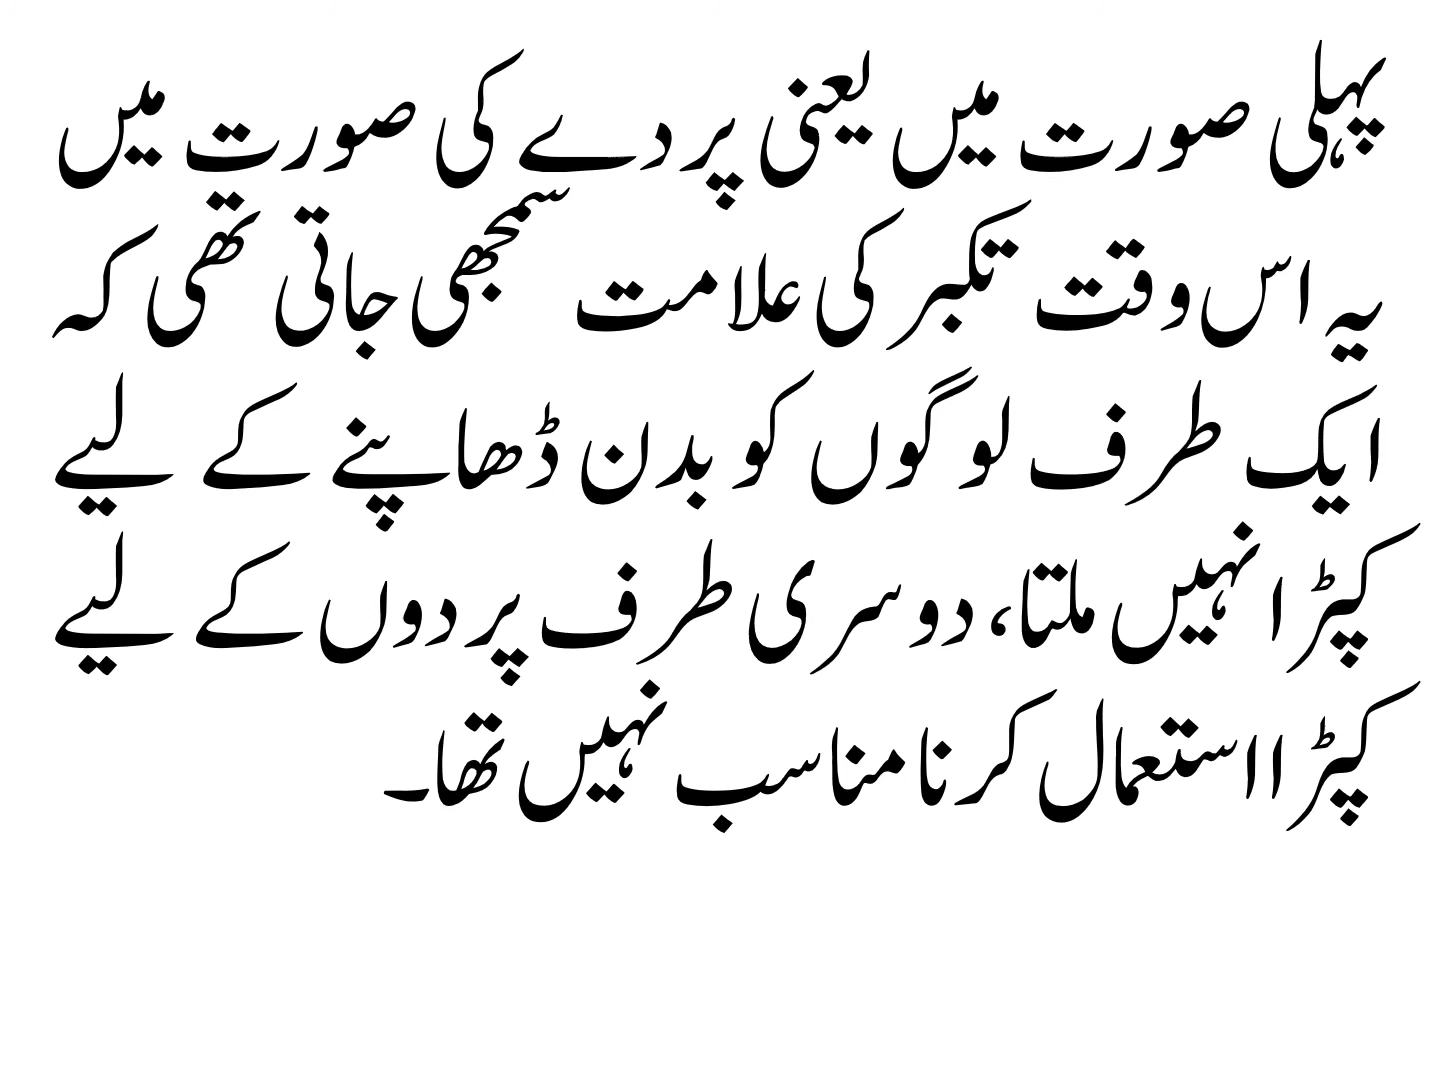 پہلی صورت میں یعنی پردے کی صورت میں
یہ اس وقت تکبر کی علامت سمجھی جاتی تھی کہ
ایک طرف لوگوں کو بدن ڈھاپنے کے لیے
کپڑا نہیں ملتا، دوسری طرف پردوں کے لیے
کپڑا استعمال کرنا مناسب نہیں تھا۔